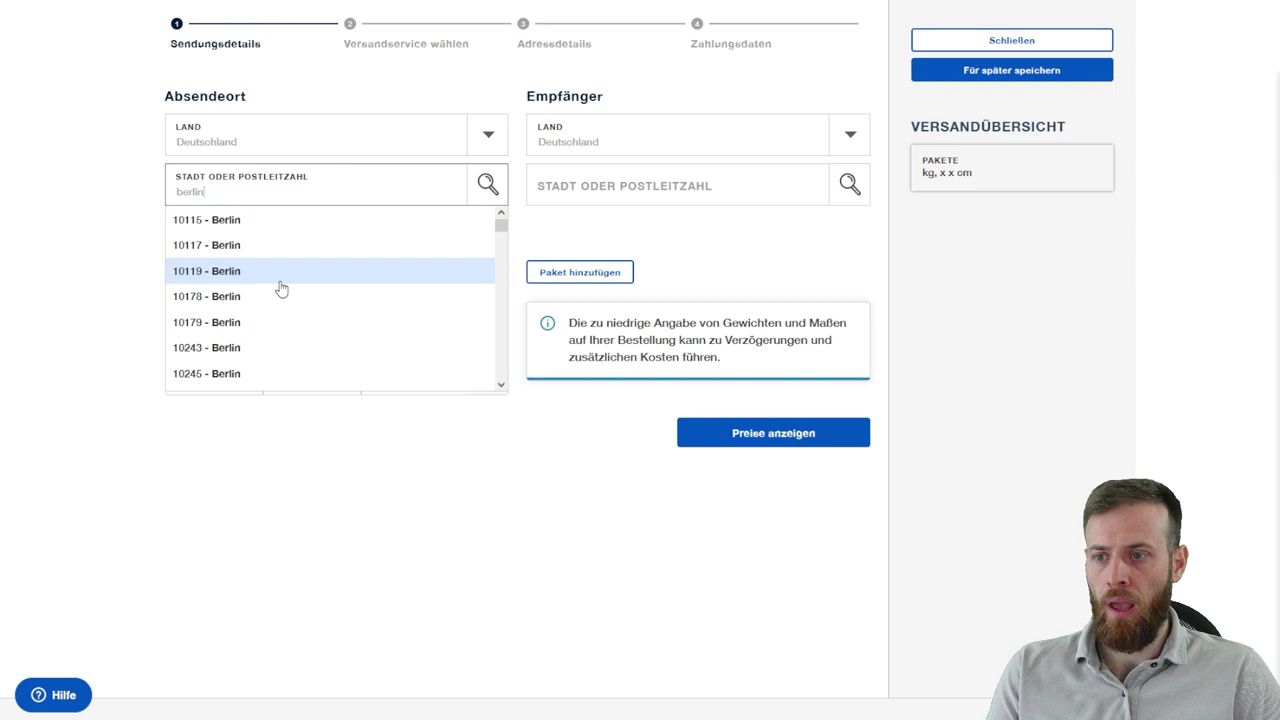 1
2
3
4
Sendungsdetails
Versandservice wählen
Adressdetails
Zahlungsdaten
Schließen
Für später speichern
Absendeort
Empfänger
LAND
Deutschland
LAND
Deutschland
STADT ODER POSTLEITZAHL
berlin
STADT ODER POSTLEITZAHL
10115 - Berlin
10117 - Berlin
10119 - Berlin
10178 - Berlin
10179 - Berlin
10243 - Berlin
10245 - Berlin
Paket hinzufügen
Die zu niedrige Angabe von Gewichten und Maßen
auf Ihrer Bestellung kann zu Verzögerungen und
zusätzlichen Kosten führen.
Preise anzeigen
VERSANDÜBERSICHT
PAKETE
kg, x x cm
Hilfe